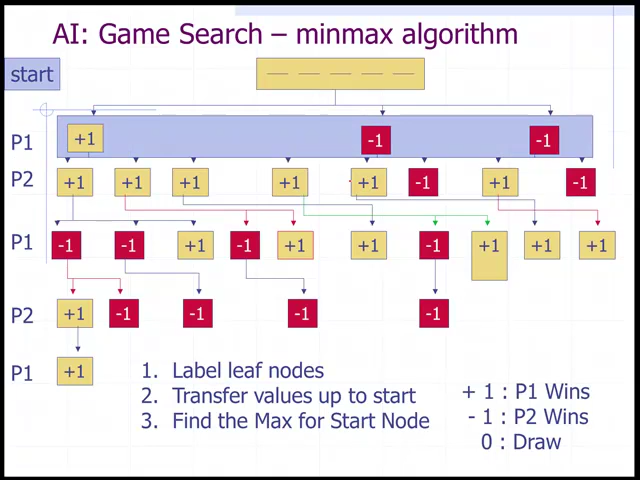 AI: Game Search – minmax algorithm
start
P1 +1 -1 -1
P2 +1 +1 +1 +1 +1 -1 +1 -1
P1 -1 -1 +1 -1 +1 +1 -1 +1 +1 +1
P2 +1 -1 -1 -1 -1
P1 +1
1. Label leaf nodes
2. Transfer values up to start
3. Find the Max for Start Node
+ 1 : P1 Wins
- 1 : P2 Wins
0 : Draw